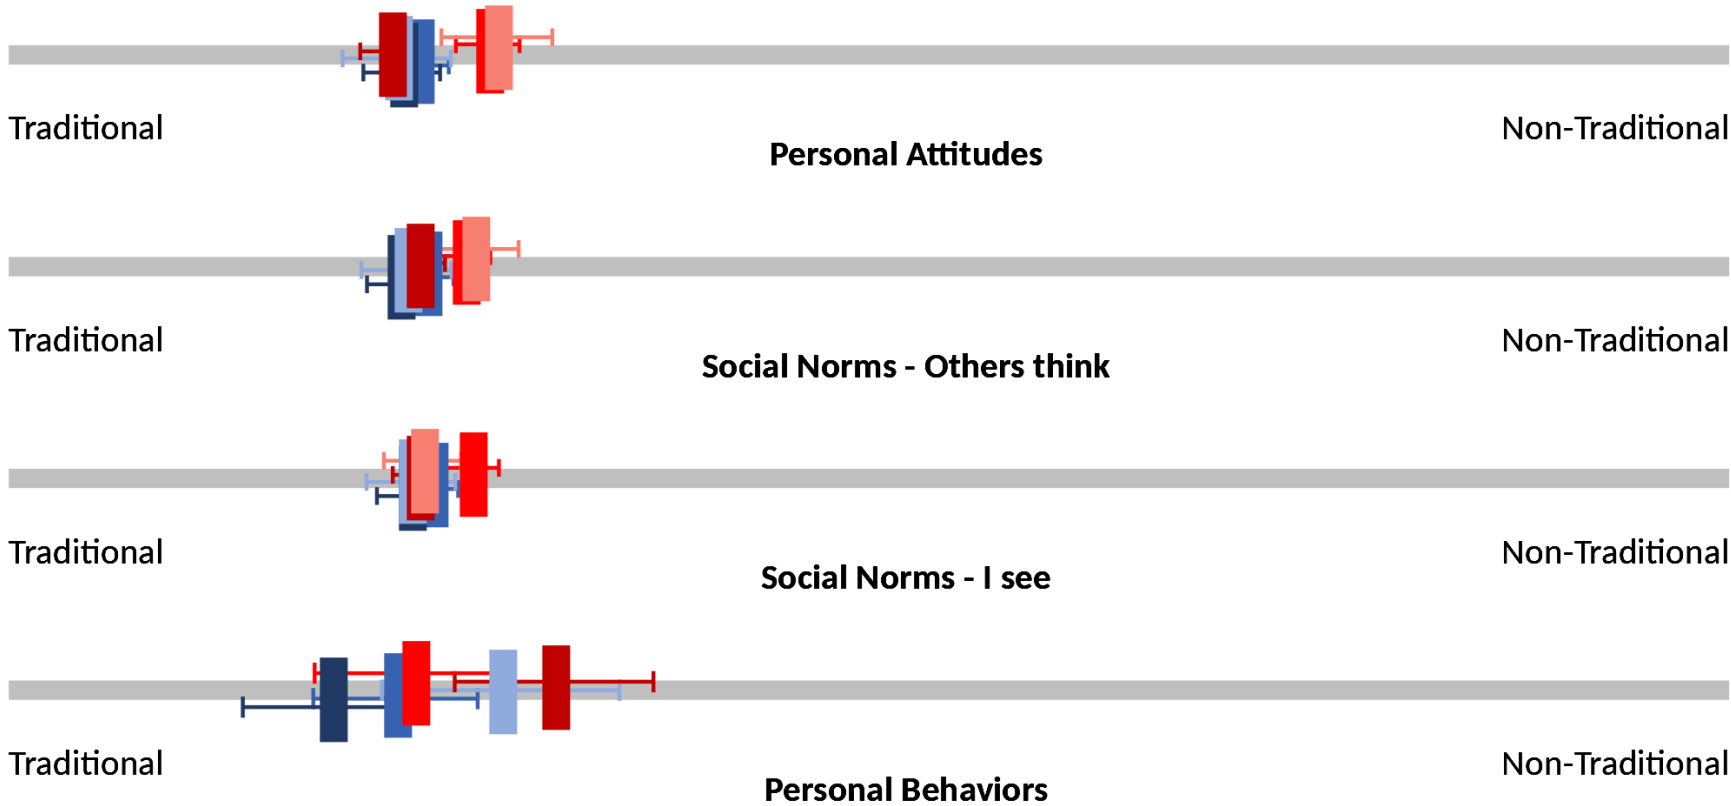 Traditional
Non-Traditional
Personal Attitudes
Traditional
Non-Traditional
Social Norms - Others think
Traditional
Non-Traditional
Social Norms - I see
Traditional
Non-Traditional
Personal Behaviors